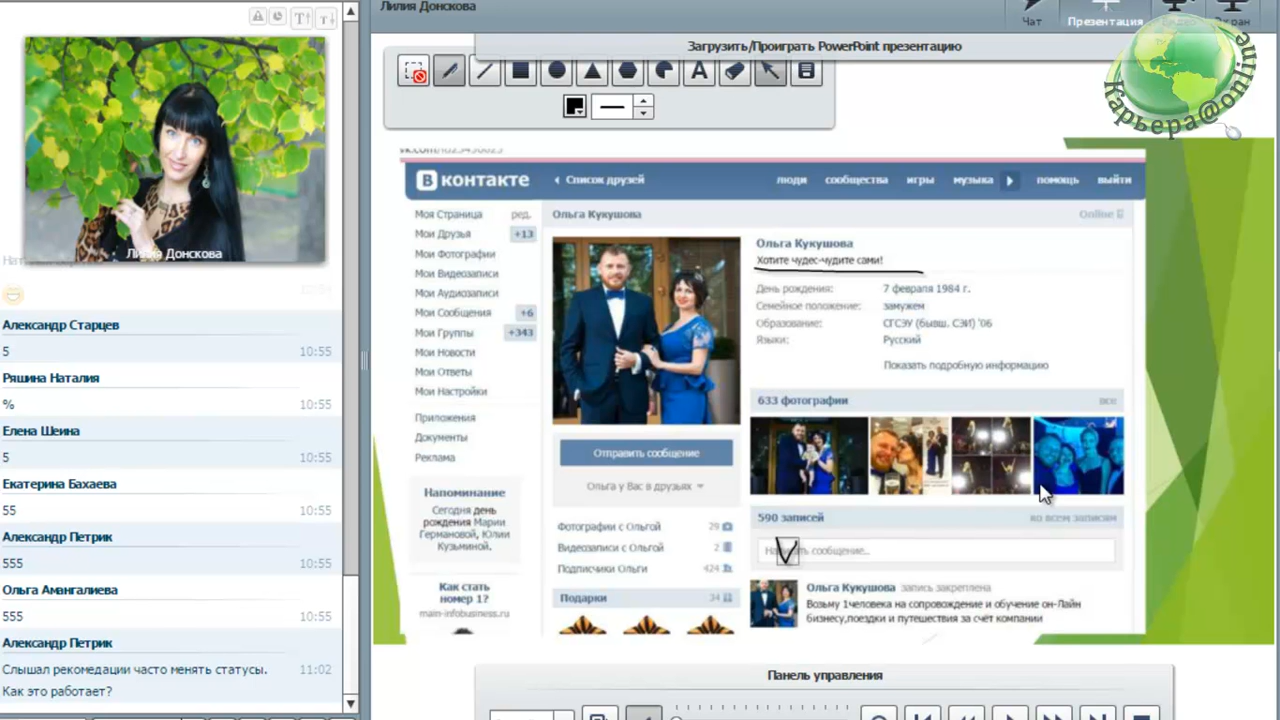 Лилия Донскова
Чат
Презентация
Загрузить/Проиграть PowerPoint презентацию
Карьера@online
Лилия Донскова
Александр Старцев
5 10:55
Ряшина Наталия
% 10:55
Елена Шеина
5 10:55
Екатерина Бахаева
55 10:55
Александр Петрик
555 10:55
Ольга Амангалиева
555 10:55
Александр Петрик
Слышал рекомедации часто менять статусы. 11:02
Как это работает?
В контакте
Список друзей
люди сообщества игры музыка помощь выйти
Моя Страница ред.
Мои Друзья +13
Мои Фотографии
Мои Видеозаписи
Мои Аудиозаписи
Мои Сообщения +6
Мои Группы +343
Мои Новости
Мои Ответы
Мои Настройки
Приложения
Документы
Реклама
Напоминание
Сегодня день
рождения Марии
Германовой, Юлии
Кузьминой.
Как стать
номер 1?
main-infobusiness.ru
Ольга Кукушова Online
Отправить сообщение
Ольга у Вас в друзьях
Фотографии с Ольгой 29
Видеозаписи с Ольгой 2
Подписчики Ольги 424
Подарки 34
Ольга Кукушова
Хотите чудес-чудите сами!
День рождения: 7 февраля 1984 г.
Семейное положение: замужем
Образование: СГСЭУ (бывш. СЭИ) '06
Языки: Русский
Показать подробную информацию
633 фотографии все
590 записей ко всем записям
сообщение...
Ольга Кукушова запись закреплена
Возьму 1человека на сопровождение и обучение он-Лайн
бизнесу,поездки и путешествия за счёт компании
Панель управления